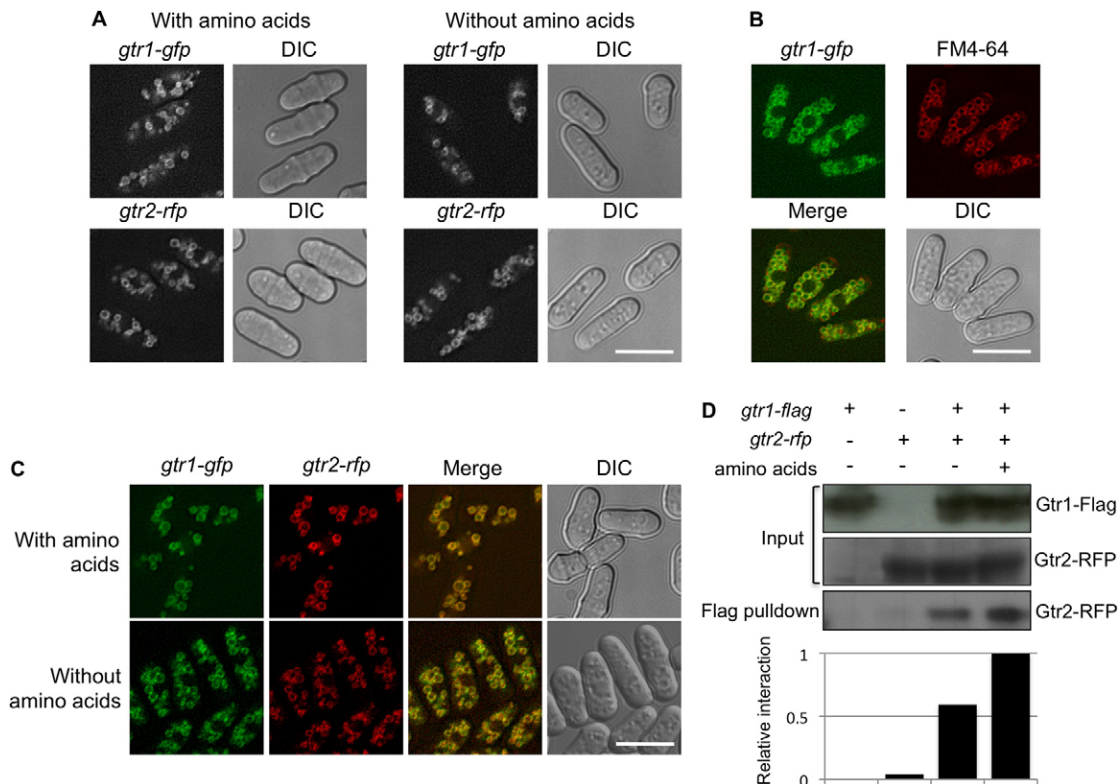 A
With amino acids
Without amino acids
gtr1-gfp
DIC
gtr1-gfp
DIC
gtr2-rfp
DIC
gtr2-rfp
DIC
B
gtr1-gfp
FM4-64
Merge
DIC
C
gtr1-gfp
gtr2-rfp
Merge
DIC
With amino
acids
Without
amino acids
D
gtr1-flag + - + +
gtr2-rfp - + + +
amino acids - - - +
Input
Gtr1-Flag
Gtr2-RFP
Flag pulldown
Gtr2-RFP
Relative interaction
1
0.5
0